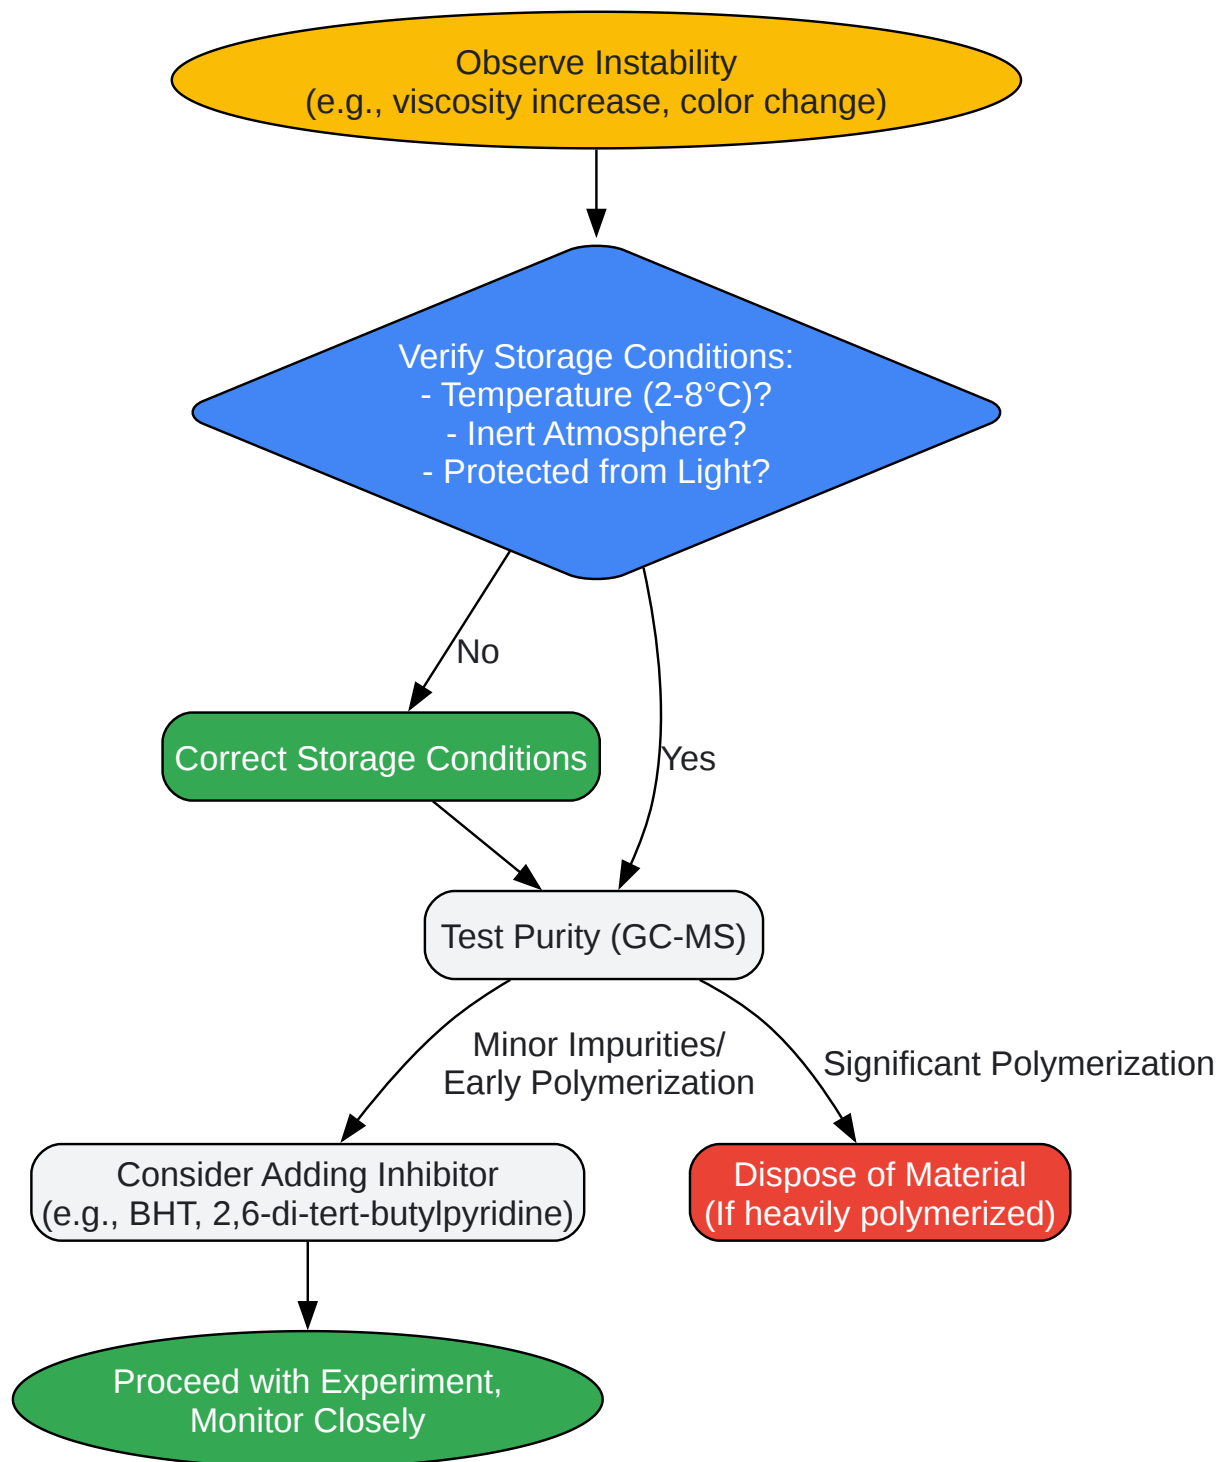 Observe Instability
(e.g., viscosity increase, color change)
Verify Storage Conditions:
- Temperature (2-8°C)?
- Inert Atmosphere?
- Protected from Light?
No
Correct Storage Conditions
Yes
Test Purity (GC-MS)
Minor Impurities/
Early Polymerization
Significant Polymerization
Consider Adding Inhibitor
(e.g., BHT, 2,6-di-tert-butylpyridine)
Dispose of Material
(If heavily polymerized)
Proceed with Experiment,
Monitor Closely